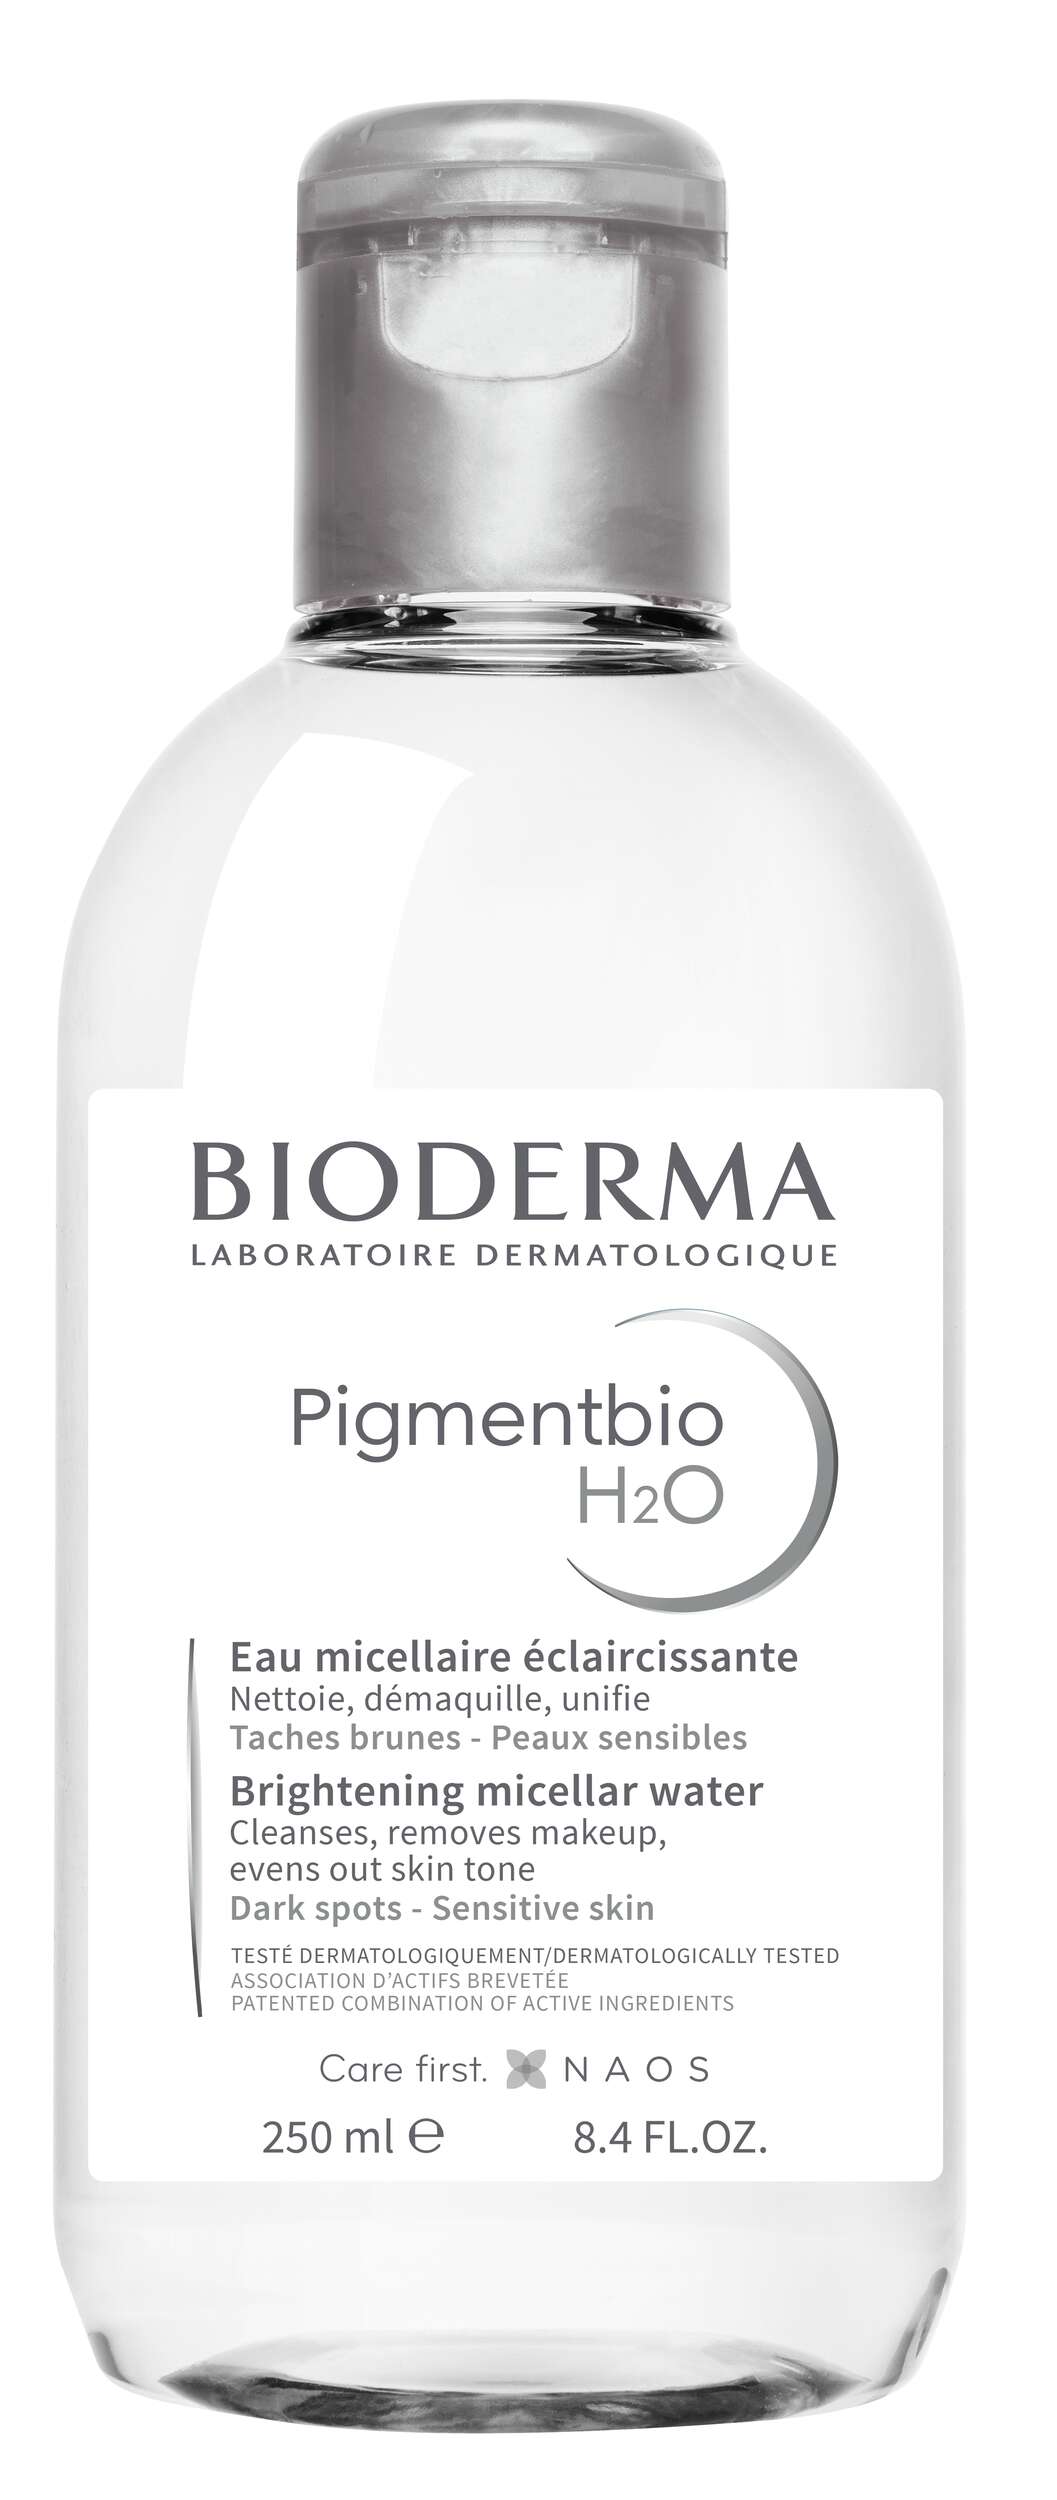 BIODERMA
LABORATOIRE DERMATOLOGIQUE
Pigmentbio
H2O
Eau micellaire éclaircissante
Nettoie, démaquille, unifie
Taches brunes - Peaux sensibles
Brightening micellar water
Cleanses, removes makeup,
evens out skin tone
Dark spots - Sensitive skin
TESTÉ DERMATOLOGIQUEMENT/DERMATOLOGICALLY TESTED
ASSOCIATION D'ACTIFS BREVETÉE
PATENTED COMBINATION OF ACTIVE INGREDIENTS
Care first. NAOS
250 ml ℮ 8.4 FL.OZ.